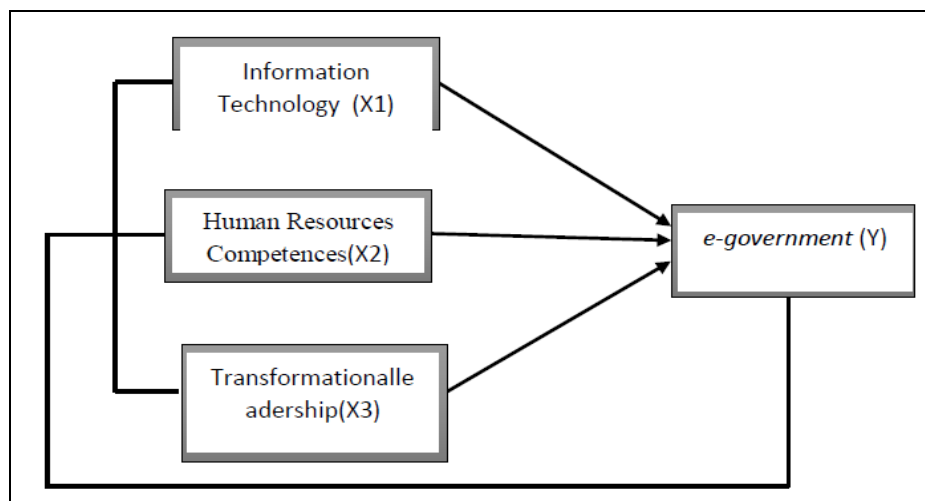 Information
Technology (X1)
Human Resources
Competences(X2)
e-government (Y)
Transformationalle
adership(X3)